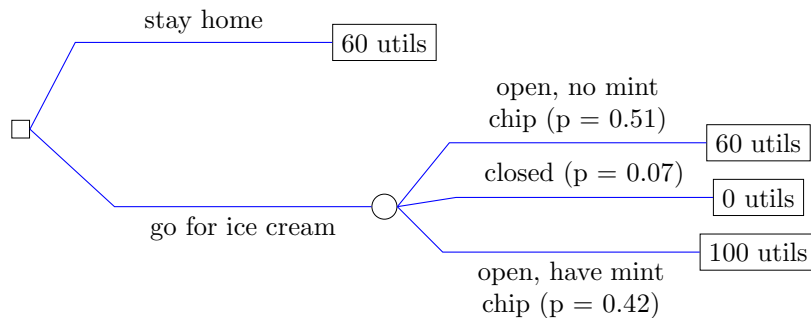 stay home
60 utils
go for ice cream
open, no mint
chip (p = 0.51)
60 utils
closed (p = 0.07)
0 utils
100 utils
open, have mint
chip (p = 0.42)